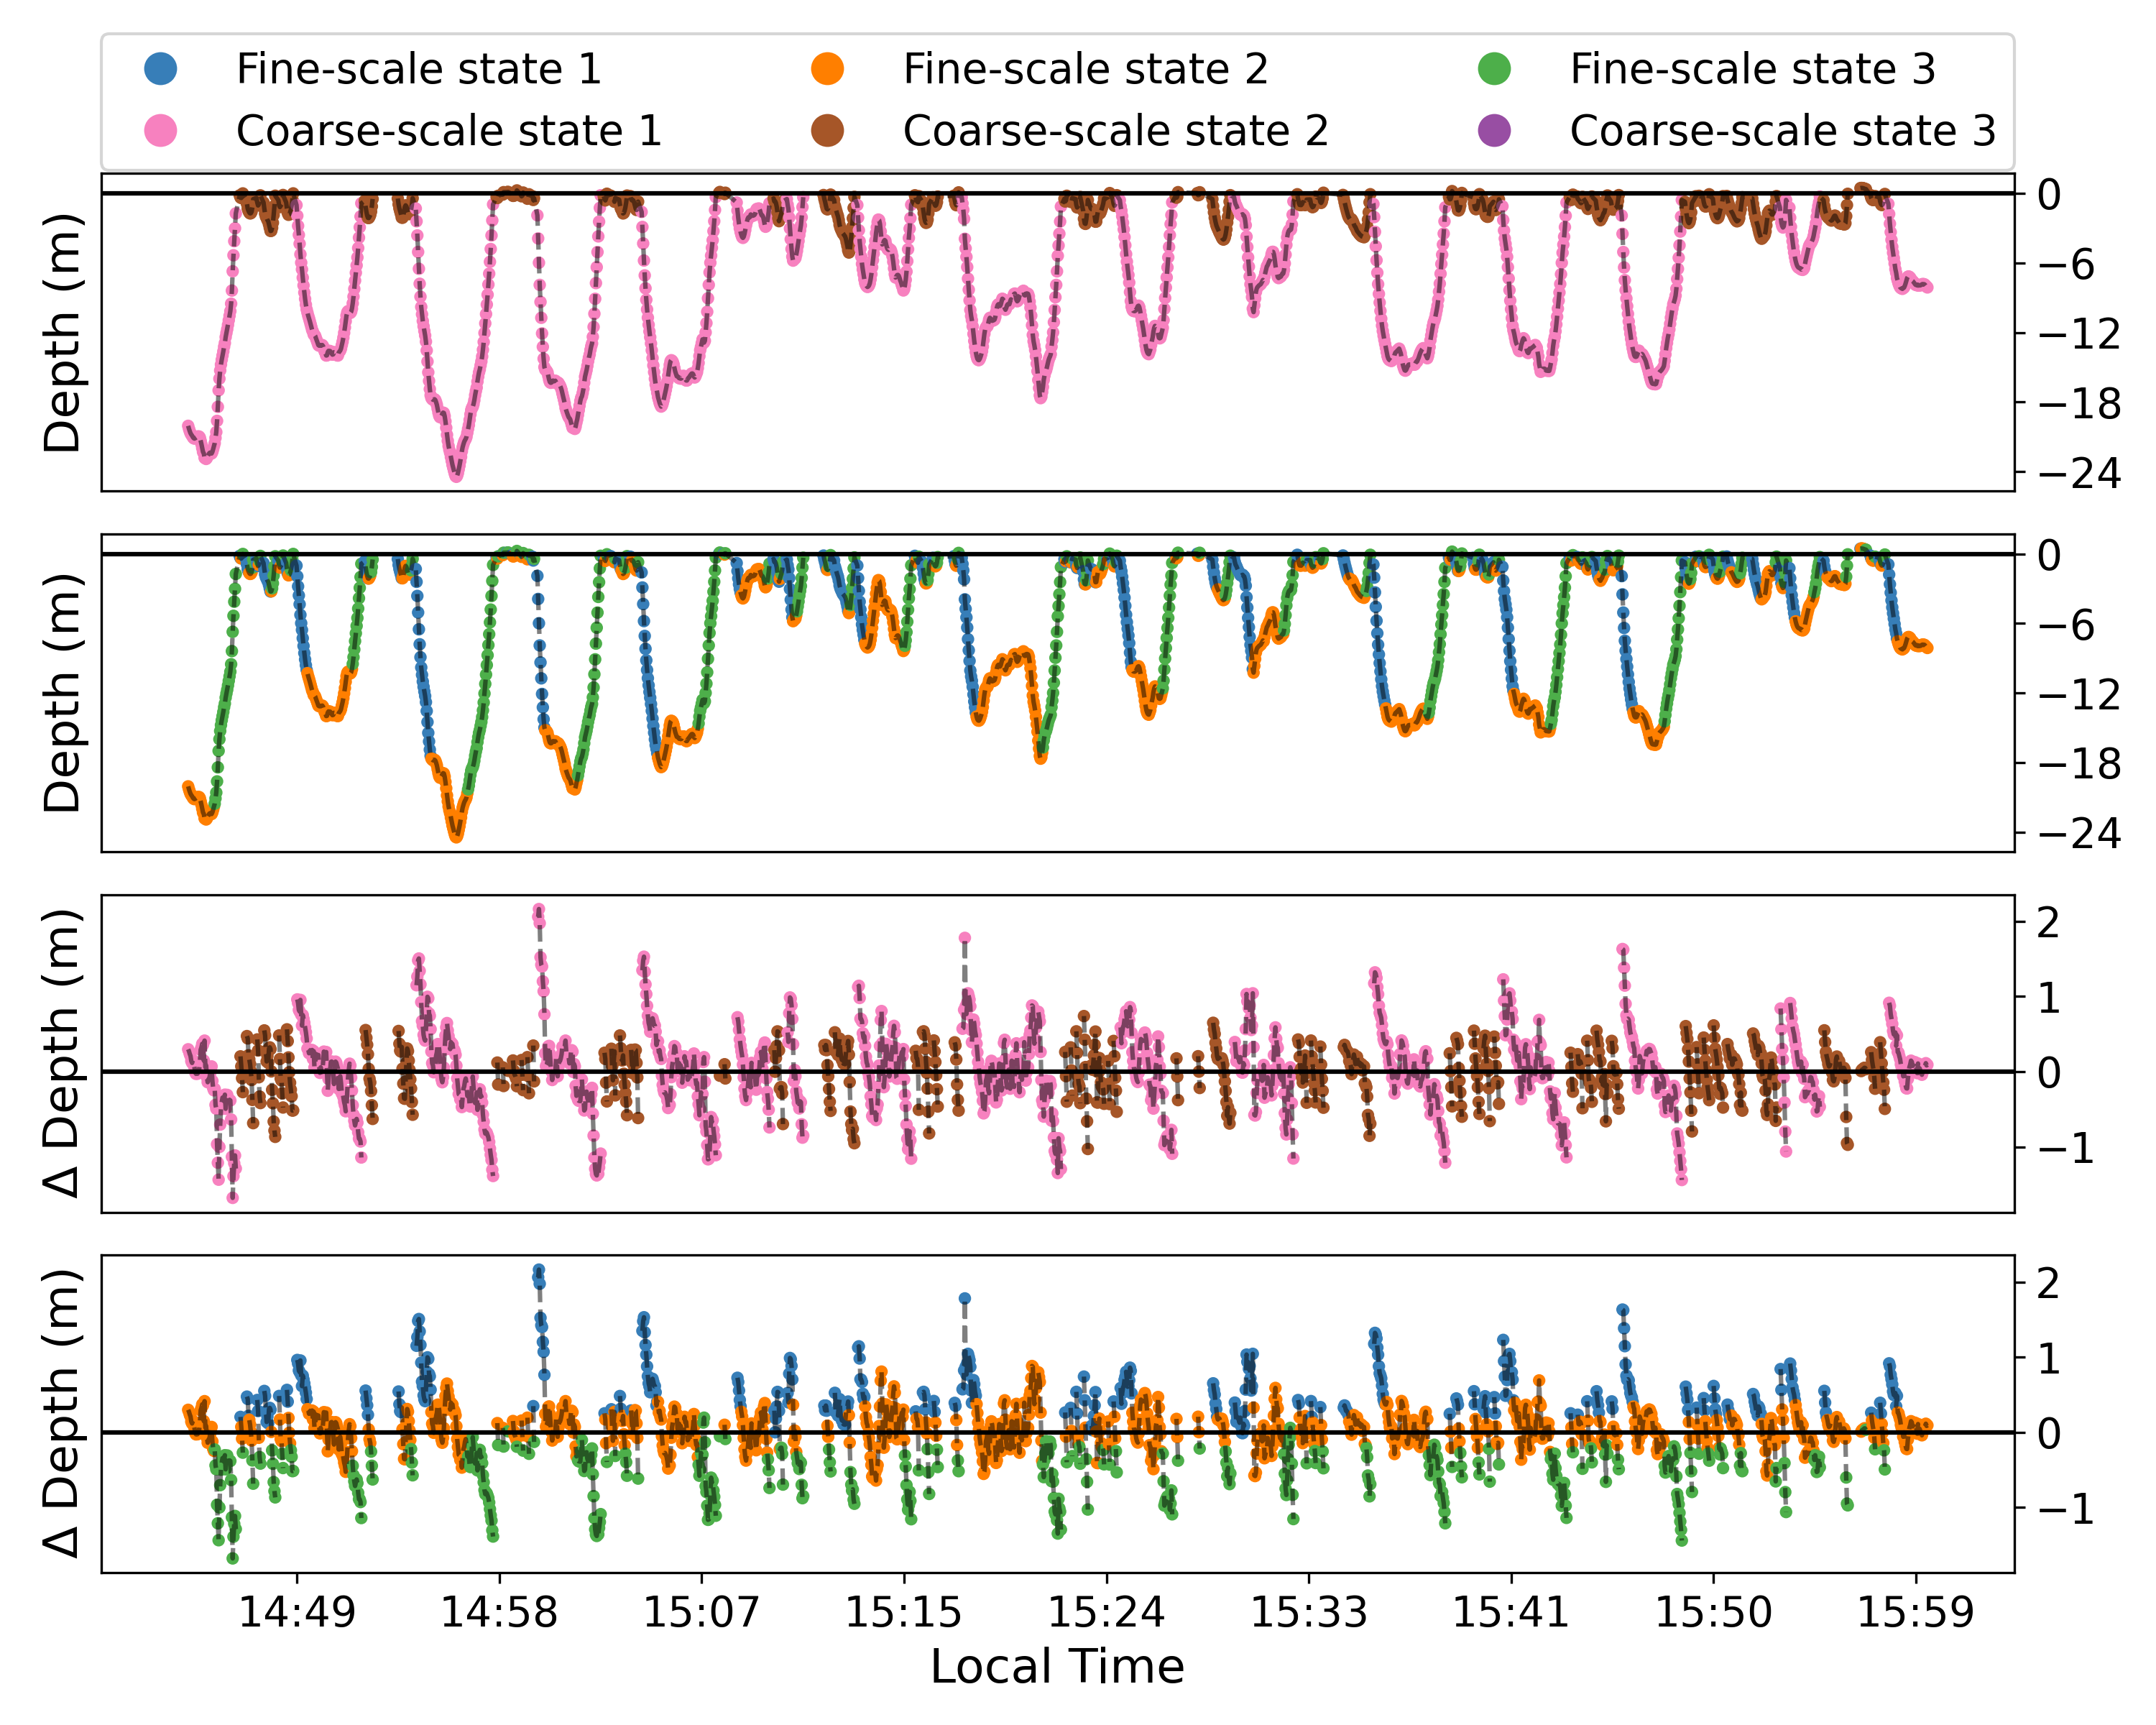 Fine-scale state 1 Fine-scale state 2 Fine-scale state 3
Coarse-scale state 1 Coarse-scale state 2 Coarse-scale state 3
Depth (m)
0
−6
−12
−18
−24
Depth (m)
0
−6
−12
−18
−24
Δ Depth (m)
2
1
0
−1
Δ Depth (m)
2
1
0
−1
14:49 14:58 15:07 15:15 15:24 15:33 15:41 15:50 15:59
Local Time